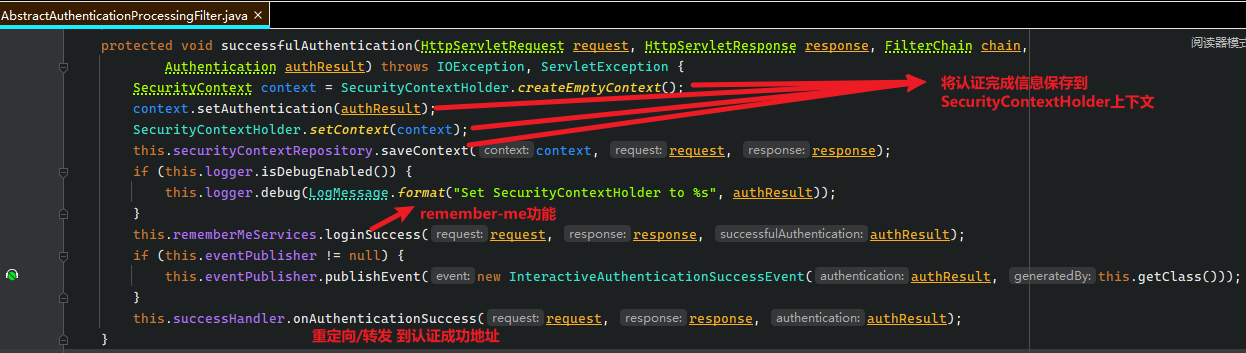 AbstractAuthenticationProcessingFilter.java ×
阅读器模式
protected void successfulAuthentication(HttpServletRequest request, HttpServletResponse response, FilterChain chain,
Authentication authResult) throws IOException, ServletException {
SecurityContext context = SecurityContextHolder.createEmptyContext();
context.setAuthentication(authResult);
SecurityContextHolder.setContext(context);
this.securityContextRepository.saveContext( context: context, request: request, response: response);
if (this.logger.isDebugEnabled()) {
this.logger.debug(LogMessage.format("Set SecurityContextHolder to %s", authResult));
}
this.rememberMeServices.loginSuccess( request: request, response: response, successfulAuthentication: authResult);
if (this.eventPublisher != null) {
this.eventPublisher.publishEvent( event: new InteractiveAuthenticationSuccessEvent( authentication: authResult, generatedBy: this.getClass()));
}
this.successHandler.onAuthenticationSuccess( request: request, response: response, authentication: authResult);
}
将认证完成信息保存到
SecurityContextHolder上下文
remember-me功能
重定向/转发 到认证成功地址